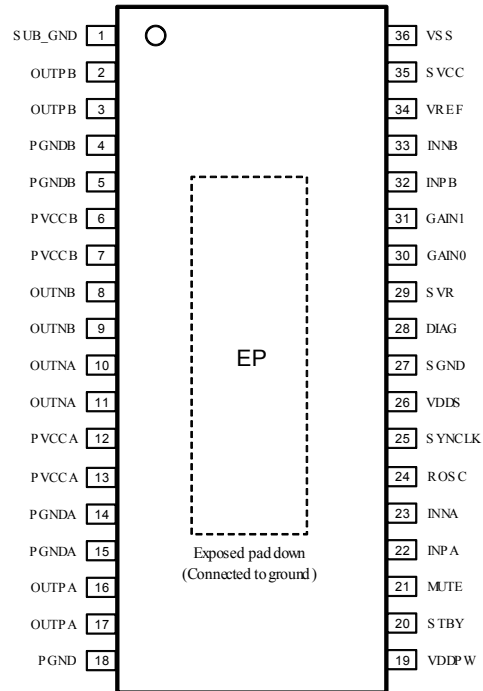 SUB_GND 1
OUTPB 2
OUTPB 3
PGNDB 4
PGNDB 5
PVCCB 6
PVCCB 7
OUTNB 8
OUTNB 9
OUTNA 10
OUTNA 11
PVCCA 12
PVCCA 13
PGNDA 14
PGNDA 15
OUTPA 16
OUTPA 17
PGND 18
EP
Exposed pad down
(Connected to ground)
36 VSS
35 SVCC
34 VREF
33 INNB
32 INPB
31 GAIN1
30 GAIN0
29 SVR
28 DIAG
27 SGND
26 VDDS
25 SYNCLK
24 ROSC
23 INNA
22 INPA
21 MUTE
20 STBY
19 VDDPW